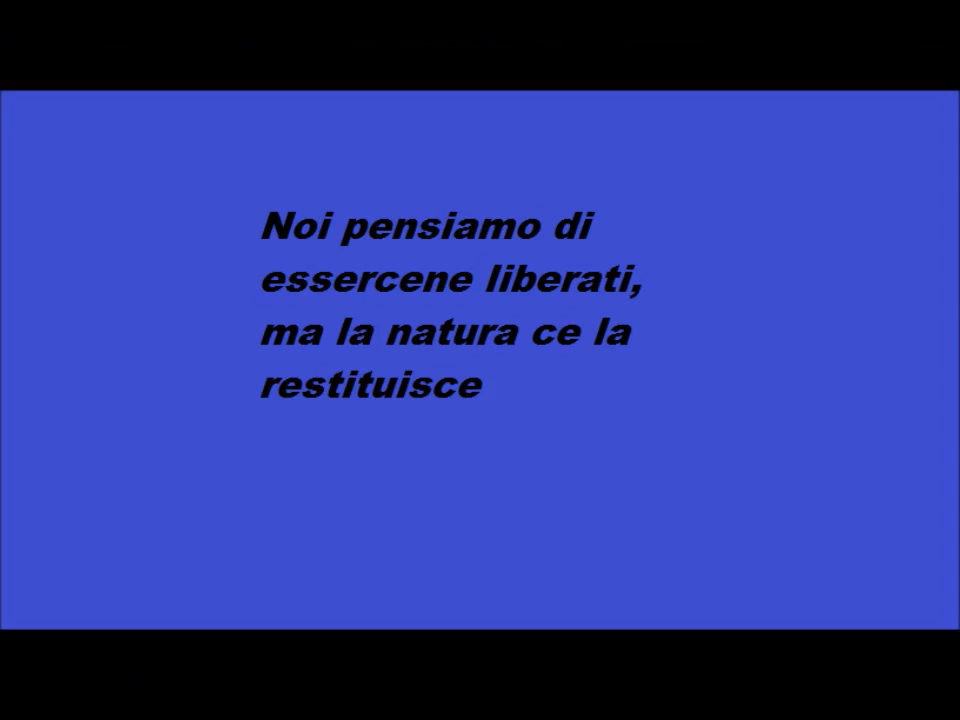 Noi pensiamo di
essercene liberati,
ma la natura ce la
restituisce